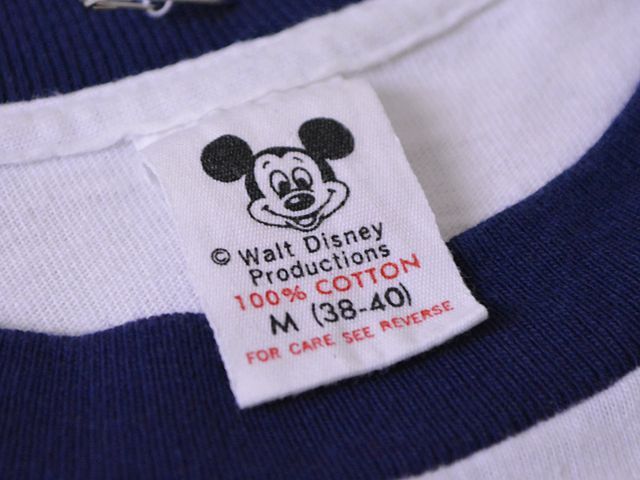 © Walt Disney
Productions
100% COTTON
M (38-40)
FOR CARE SEE REVERSE